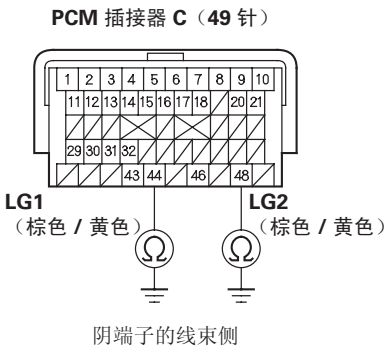 PCM 插接器 C（49 针）
1 2 3 4 5 6 7 8 9 10
11 12 13 14 15 16 17 18 20 21
29 30 31 32
43 44 46 48
LG1
（棕色 / 黄色）
LG2
（棕色 / 黄色）
Ω Ω
阴端子的线束侧